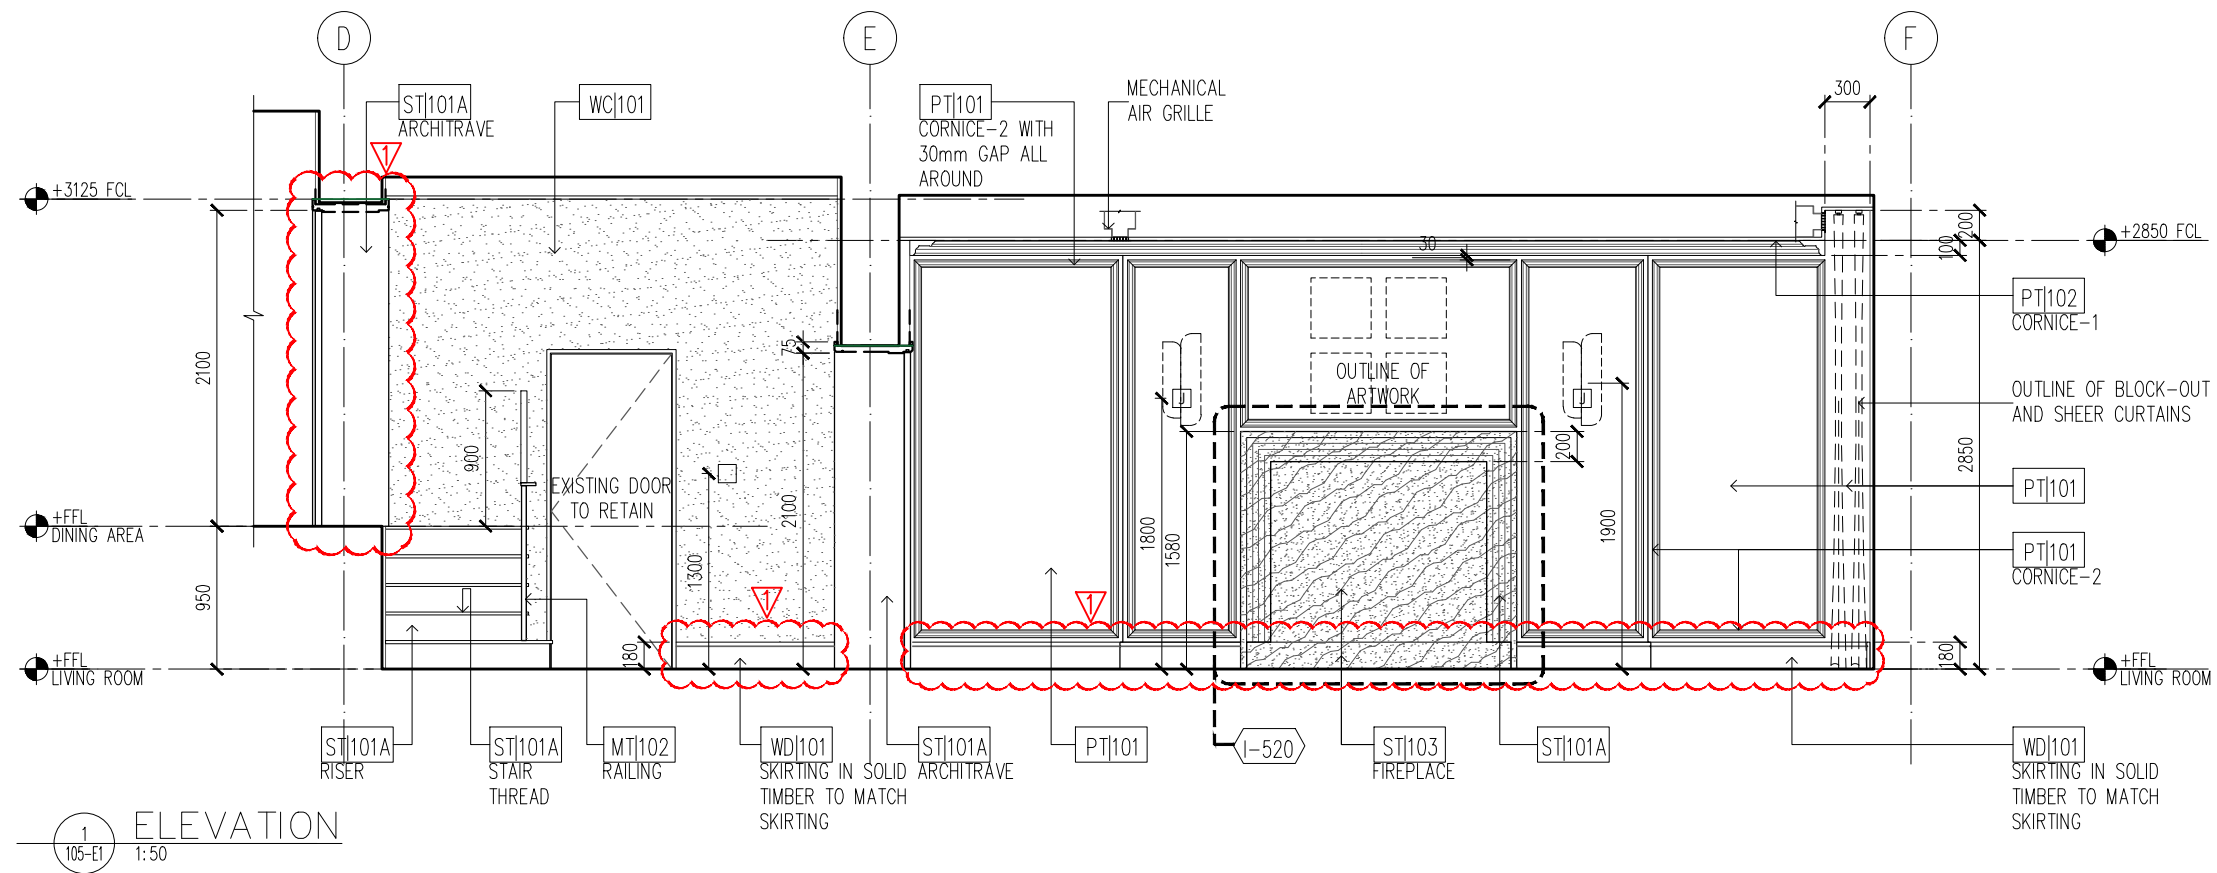 D
E
F
ST|101A
ARCHITRAVE
WC|101
PT|101
CORNICE-2 WITH
30mm GAP ALL
AROUND
MECHANICAL
AIR GRILLE
300
1
+3125 FCL
200
+2850 FCL
100
30
PT|102
CORNICE-1
75
2100
OUTLINE OF
ARTWORK
OUTLINE OF BLOCK-OUT
AND SHEER CURTAINS
J
J
900
200
2850
EXISTING DOOR
TO RETAIN
PT|101
2100
1800
1580
1900
+FFL
DINING AREA
1300
PT|101
CORNICE-2
950
1
1
180
180
+FFL
LIVING ROOM
+FFL
LIVING ROOM
ST|101A
RISER
ST|101A
STAIR
THREAD
MT|102
RAILING
WD|101
SKIRTING IN SOLID
TIMBER TO MATCH
SKIRTING
ST|101A
ARCHITRAVE
PT|101
I-520
ST|103
FIREPLACE
ST|101A
WD|101
SKIRTING IN SOLID
TIMBER TO MATCH
SKIRTING
1
105-E1
ELEVATION
1:50